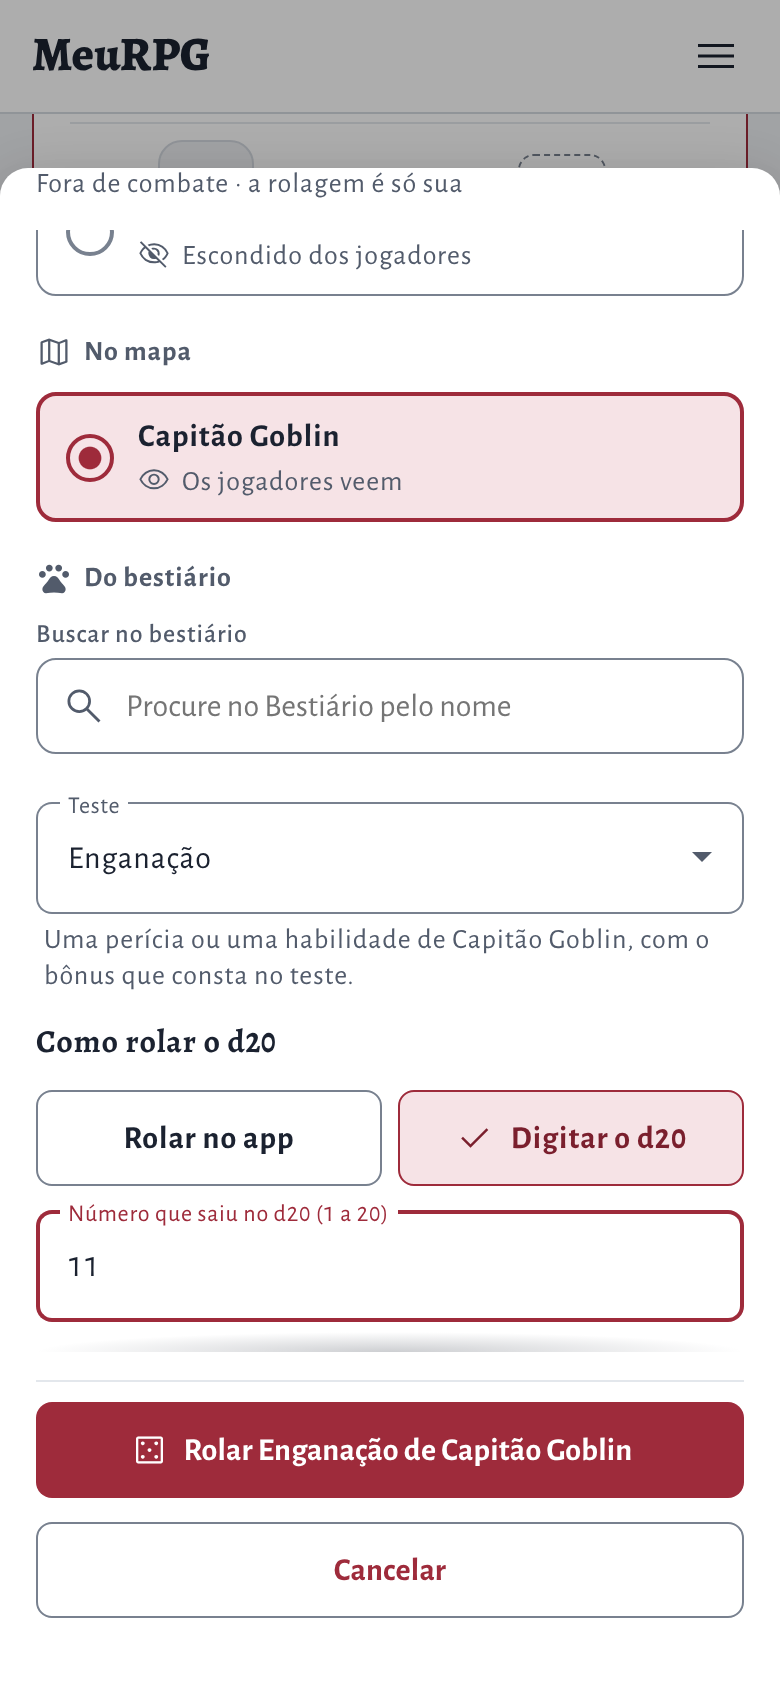 MeuRPG
Fora de combate · a rolagem é só sua
Escondido dos jogadores
No mapa
Capitão Goblin
Os jogadores veem
Do bestiário
Buscar no bestiário
Procure no Bestiário pelo nome
Teste
Enganação
Uma perícia ou uma habilidade de Capitão Goblin, com o
bônus que consta no teste.
Como rolar o d20
Rolar no app
Digitar o d20
Número que saiu no d20 (1 a 20)
11
Rolar Enganação de Capitão Goblin
Cancelar